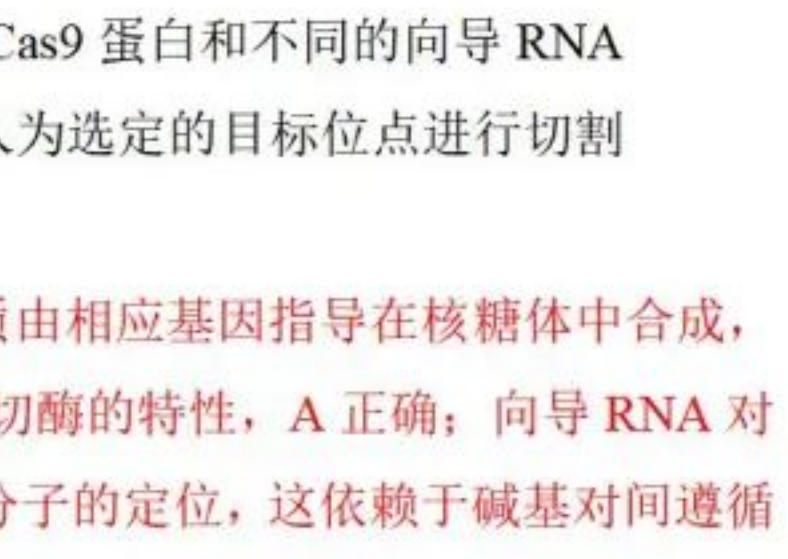 Cas9 蛋白和不同的向导 RNA
人为选定的目标位点进行切割
由相应基因指导在核糖体中合成，
切酶的特性，A 正确；向导 RNA 对
分子的定位，这依赖于碱基对间遵循